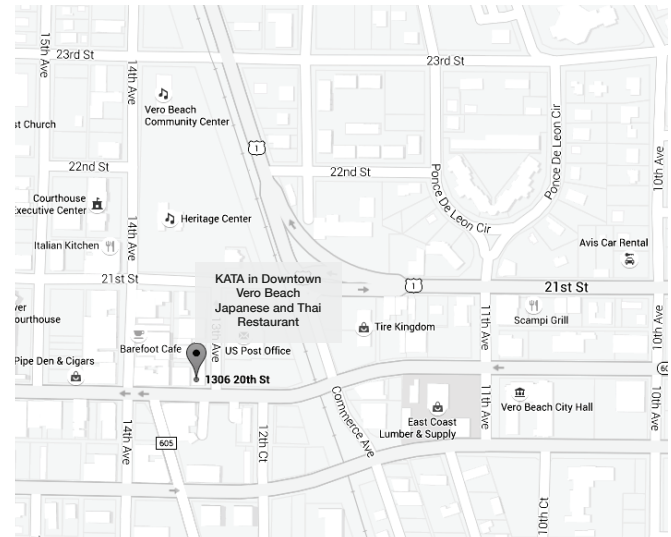 15th Ave
23rd St
14th Ave
23rd St
Vero Beach
Community Center
st Church
1
22nd St
22nd St
Ponce De Leon Cir
Ponce De Leon Cir
10th Ave
Courthouse
Executive Center
14th Ave
Heritage Center
Italian Kitchen
Avis Car Rental
21st St
KATA in Downtown
Vero Beach
Japanese and Thai
Restaurant
1
21st St
ver
ourthouse
Barefoot Cafe
13th Ave
US Post Office
Tire Kingdom
11th Ave
Scampi Grill
10th Ave
Pipe Den & Cigars
1306 20th St
60
14th Ave
605
12th Ct
Commerce Ave
East Coast
Lumber & Supply
11th Ave
Vero Beach City Hall
10th Ct